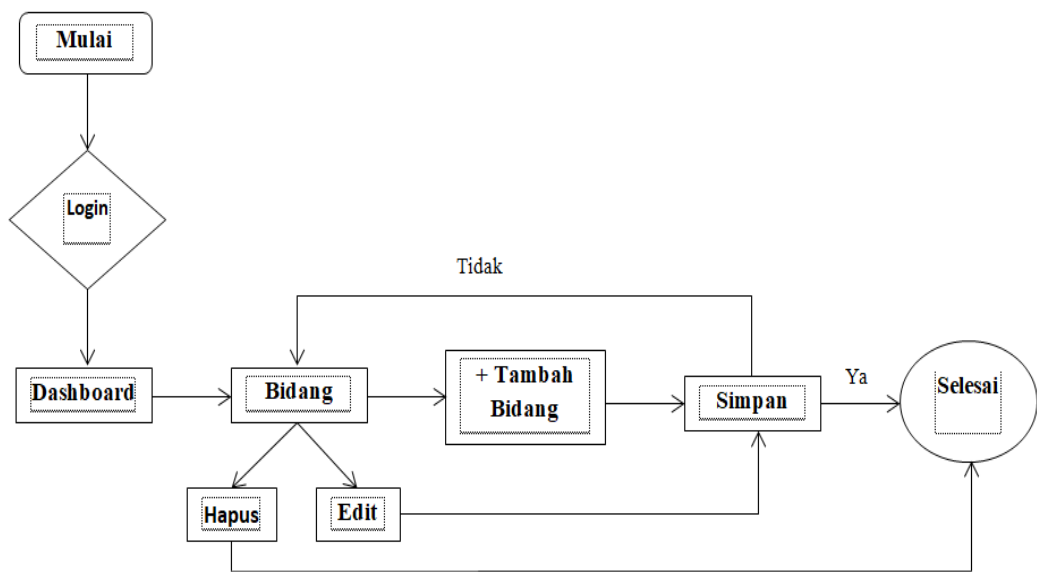 Mulai
Login
Tidak
Dashboard
Bidang
+ Tambah
Bidang
Simpan
Ya
Selesai
Hapus
Edit